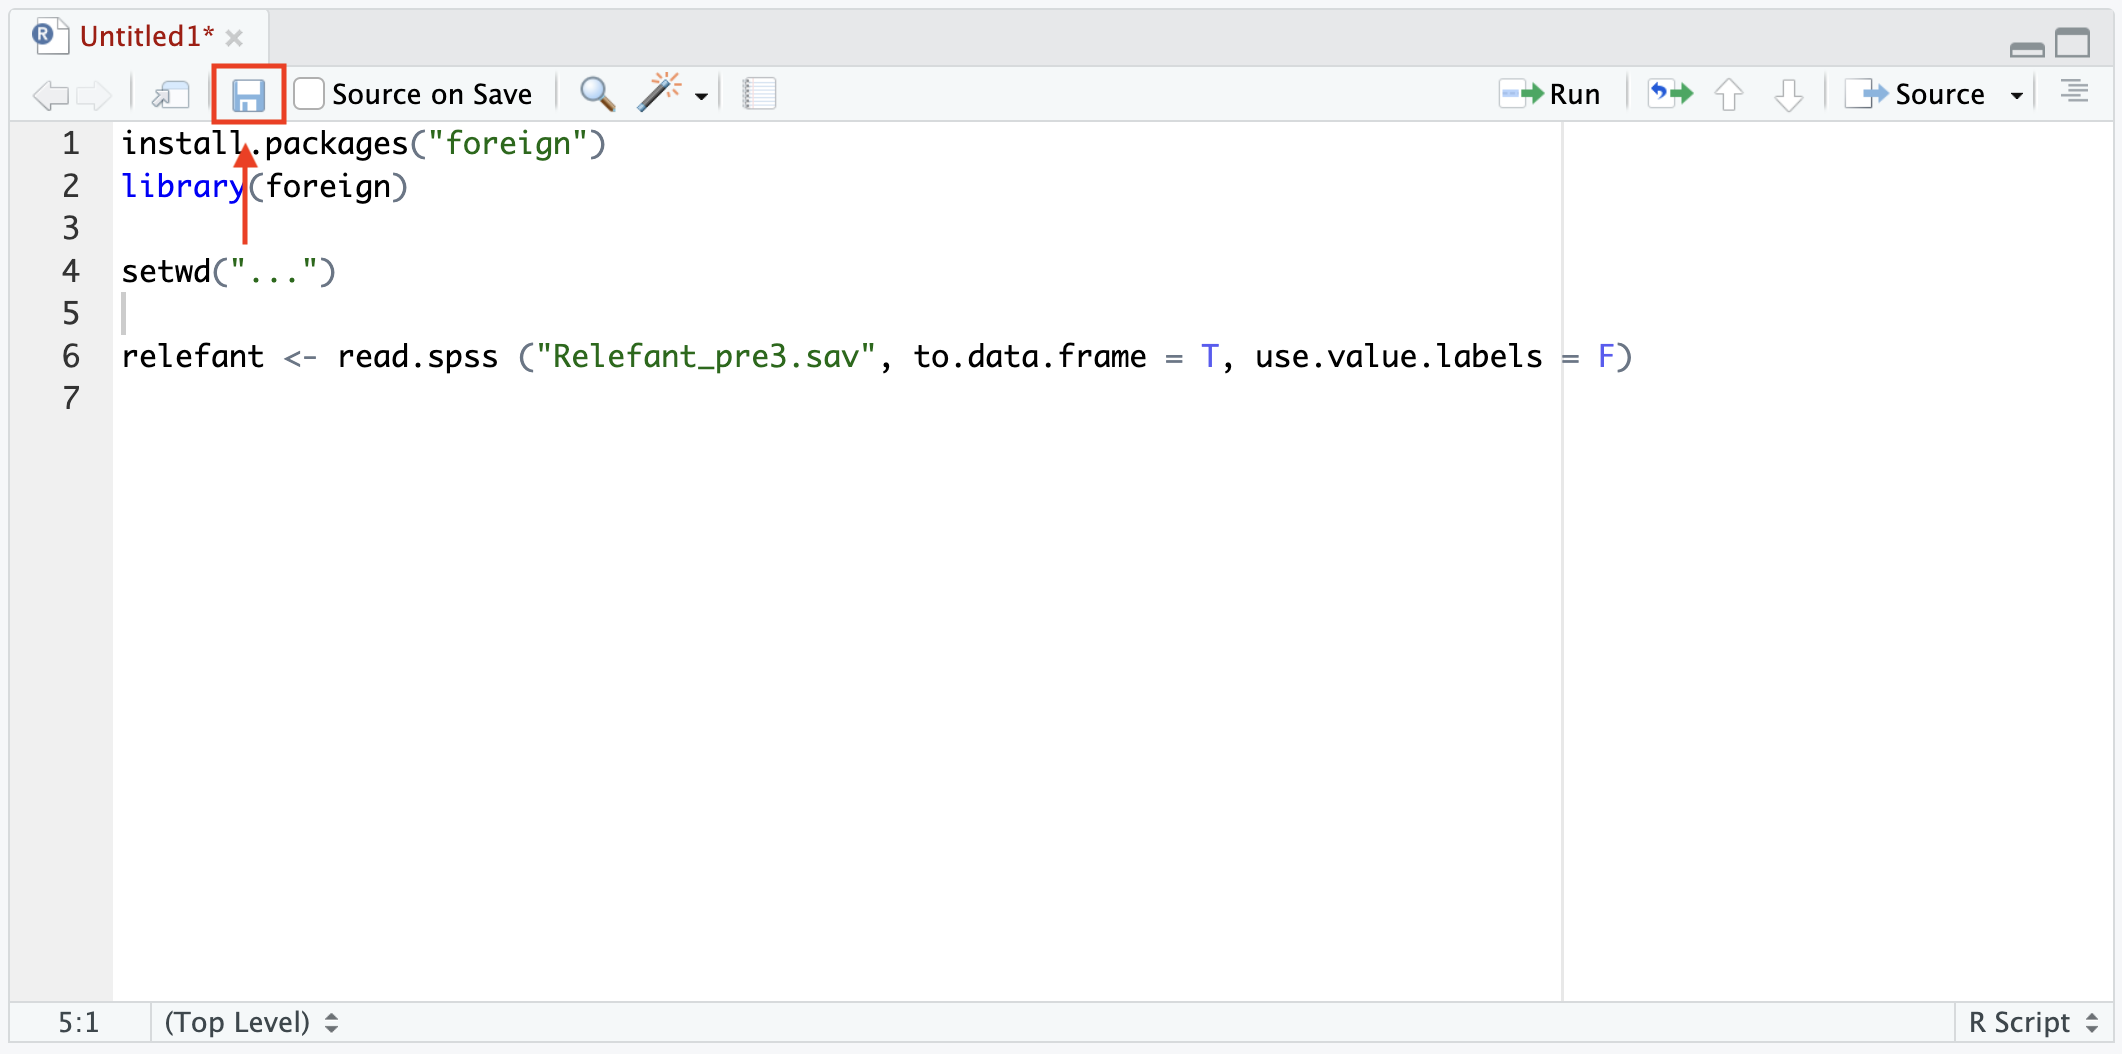 Untitled1*
Source on Save
Run
Source
1 install.packages("foreign")
2 library(foreign)
3
4 setwd("...")
5
6 relefant <- read.spss ("Relefant_pre3.sav", to.data.frame = T, use.value.labels = F)
7
5:1 (Top Level) R Script